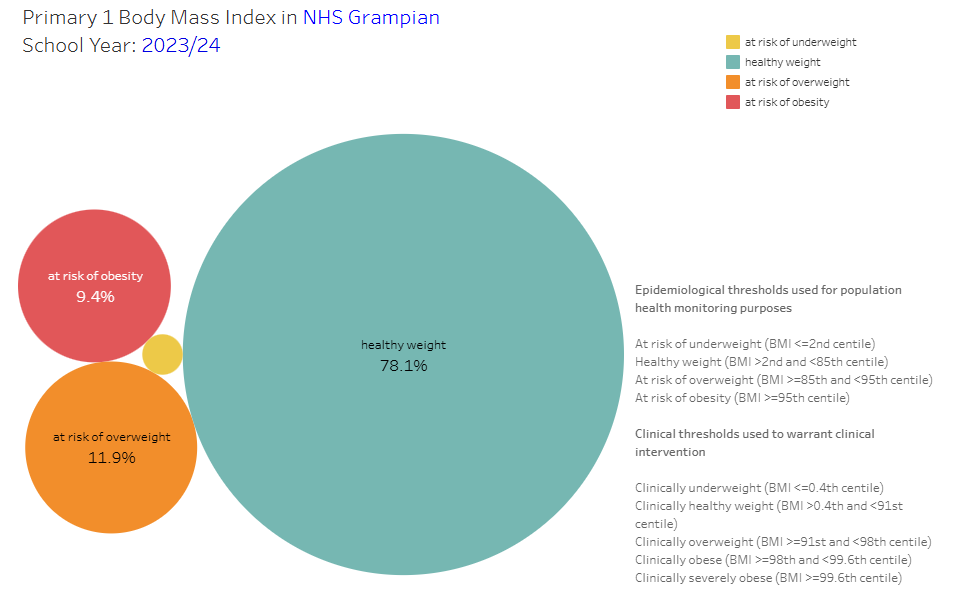 Primary 1 Body Mass Index in NHS Grampian
School Year: 2023/24
at risk of underweight
healthy weight
at risk of overweight
at risk of obesity
at risk of obesity
9.4%
healthy weight
78.1%
at risk of overweight
11.9%
Epidemiological thresholds used for population
health monitoring purposes
At risk of underweight (BMI <=2nd centile)
Healthy weight (BMI >2nd and <85th centile)
At risk of overweight (BMI >=85th and <95th centile)
At risk of obesity (BMI >=95th centile)
Clinical thresholds used to warrant clinical
intervention
Clinically underweight (BMI <=0.4th centile)
Clinically healthy weight (BMI >0.4th and <91st
centile)
Clinically overweight (BMI >=91st and <98th centile)
Clinically obese (BMI >=98th and <99.6th centile)
Clinically severely obese (BMI >=99.6th centile)